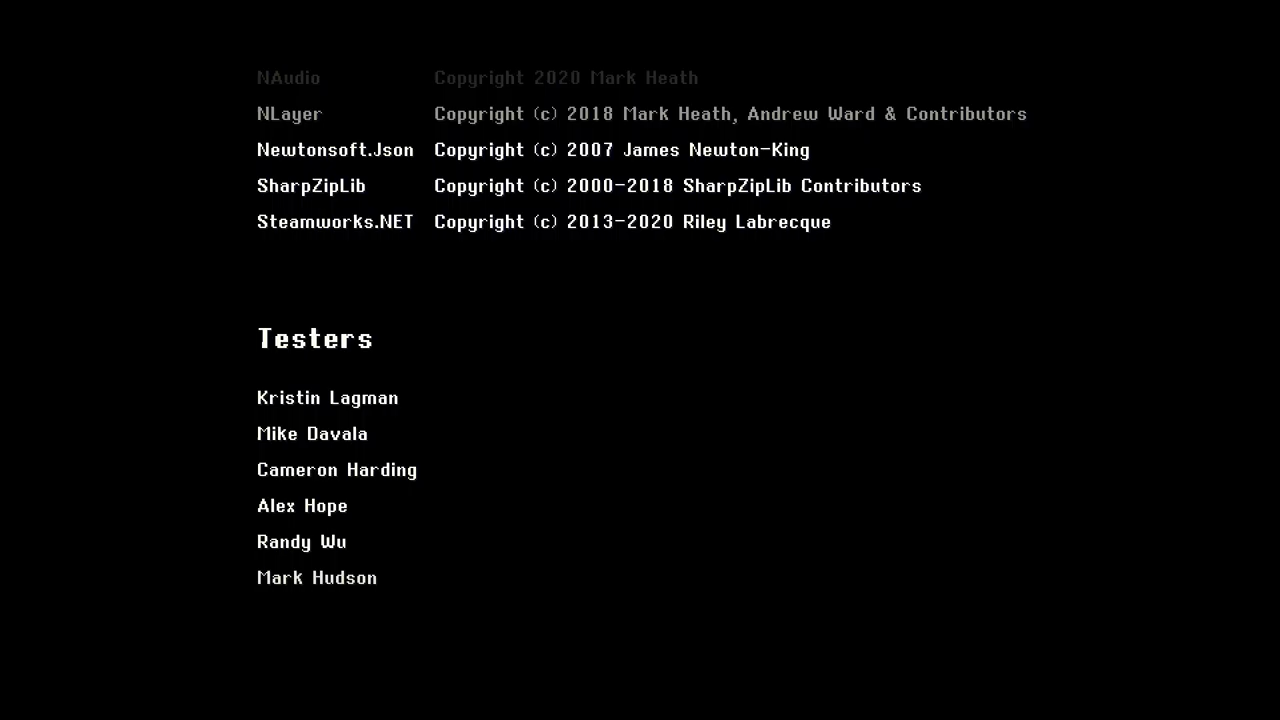 NAudio Copyright 2020 Mark Heath
NLayer Copyright (c) 2018 Mark Heath, Andrew Ward & Contributors
Newtonsoft.Json Copyright (c) 2007 James Newton-King
SharpZipLib Copyright (c) 2000-2018 SharpZipLib Contributors
Steamworks.NET Copyright (c) 2013-2020 Riley Labrecque
Testers
Kristin Lagman
Mike Davala
Cameron Harding
Alex Hope
Randy Wu
Mark Hudson